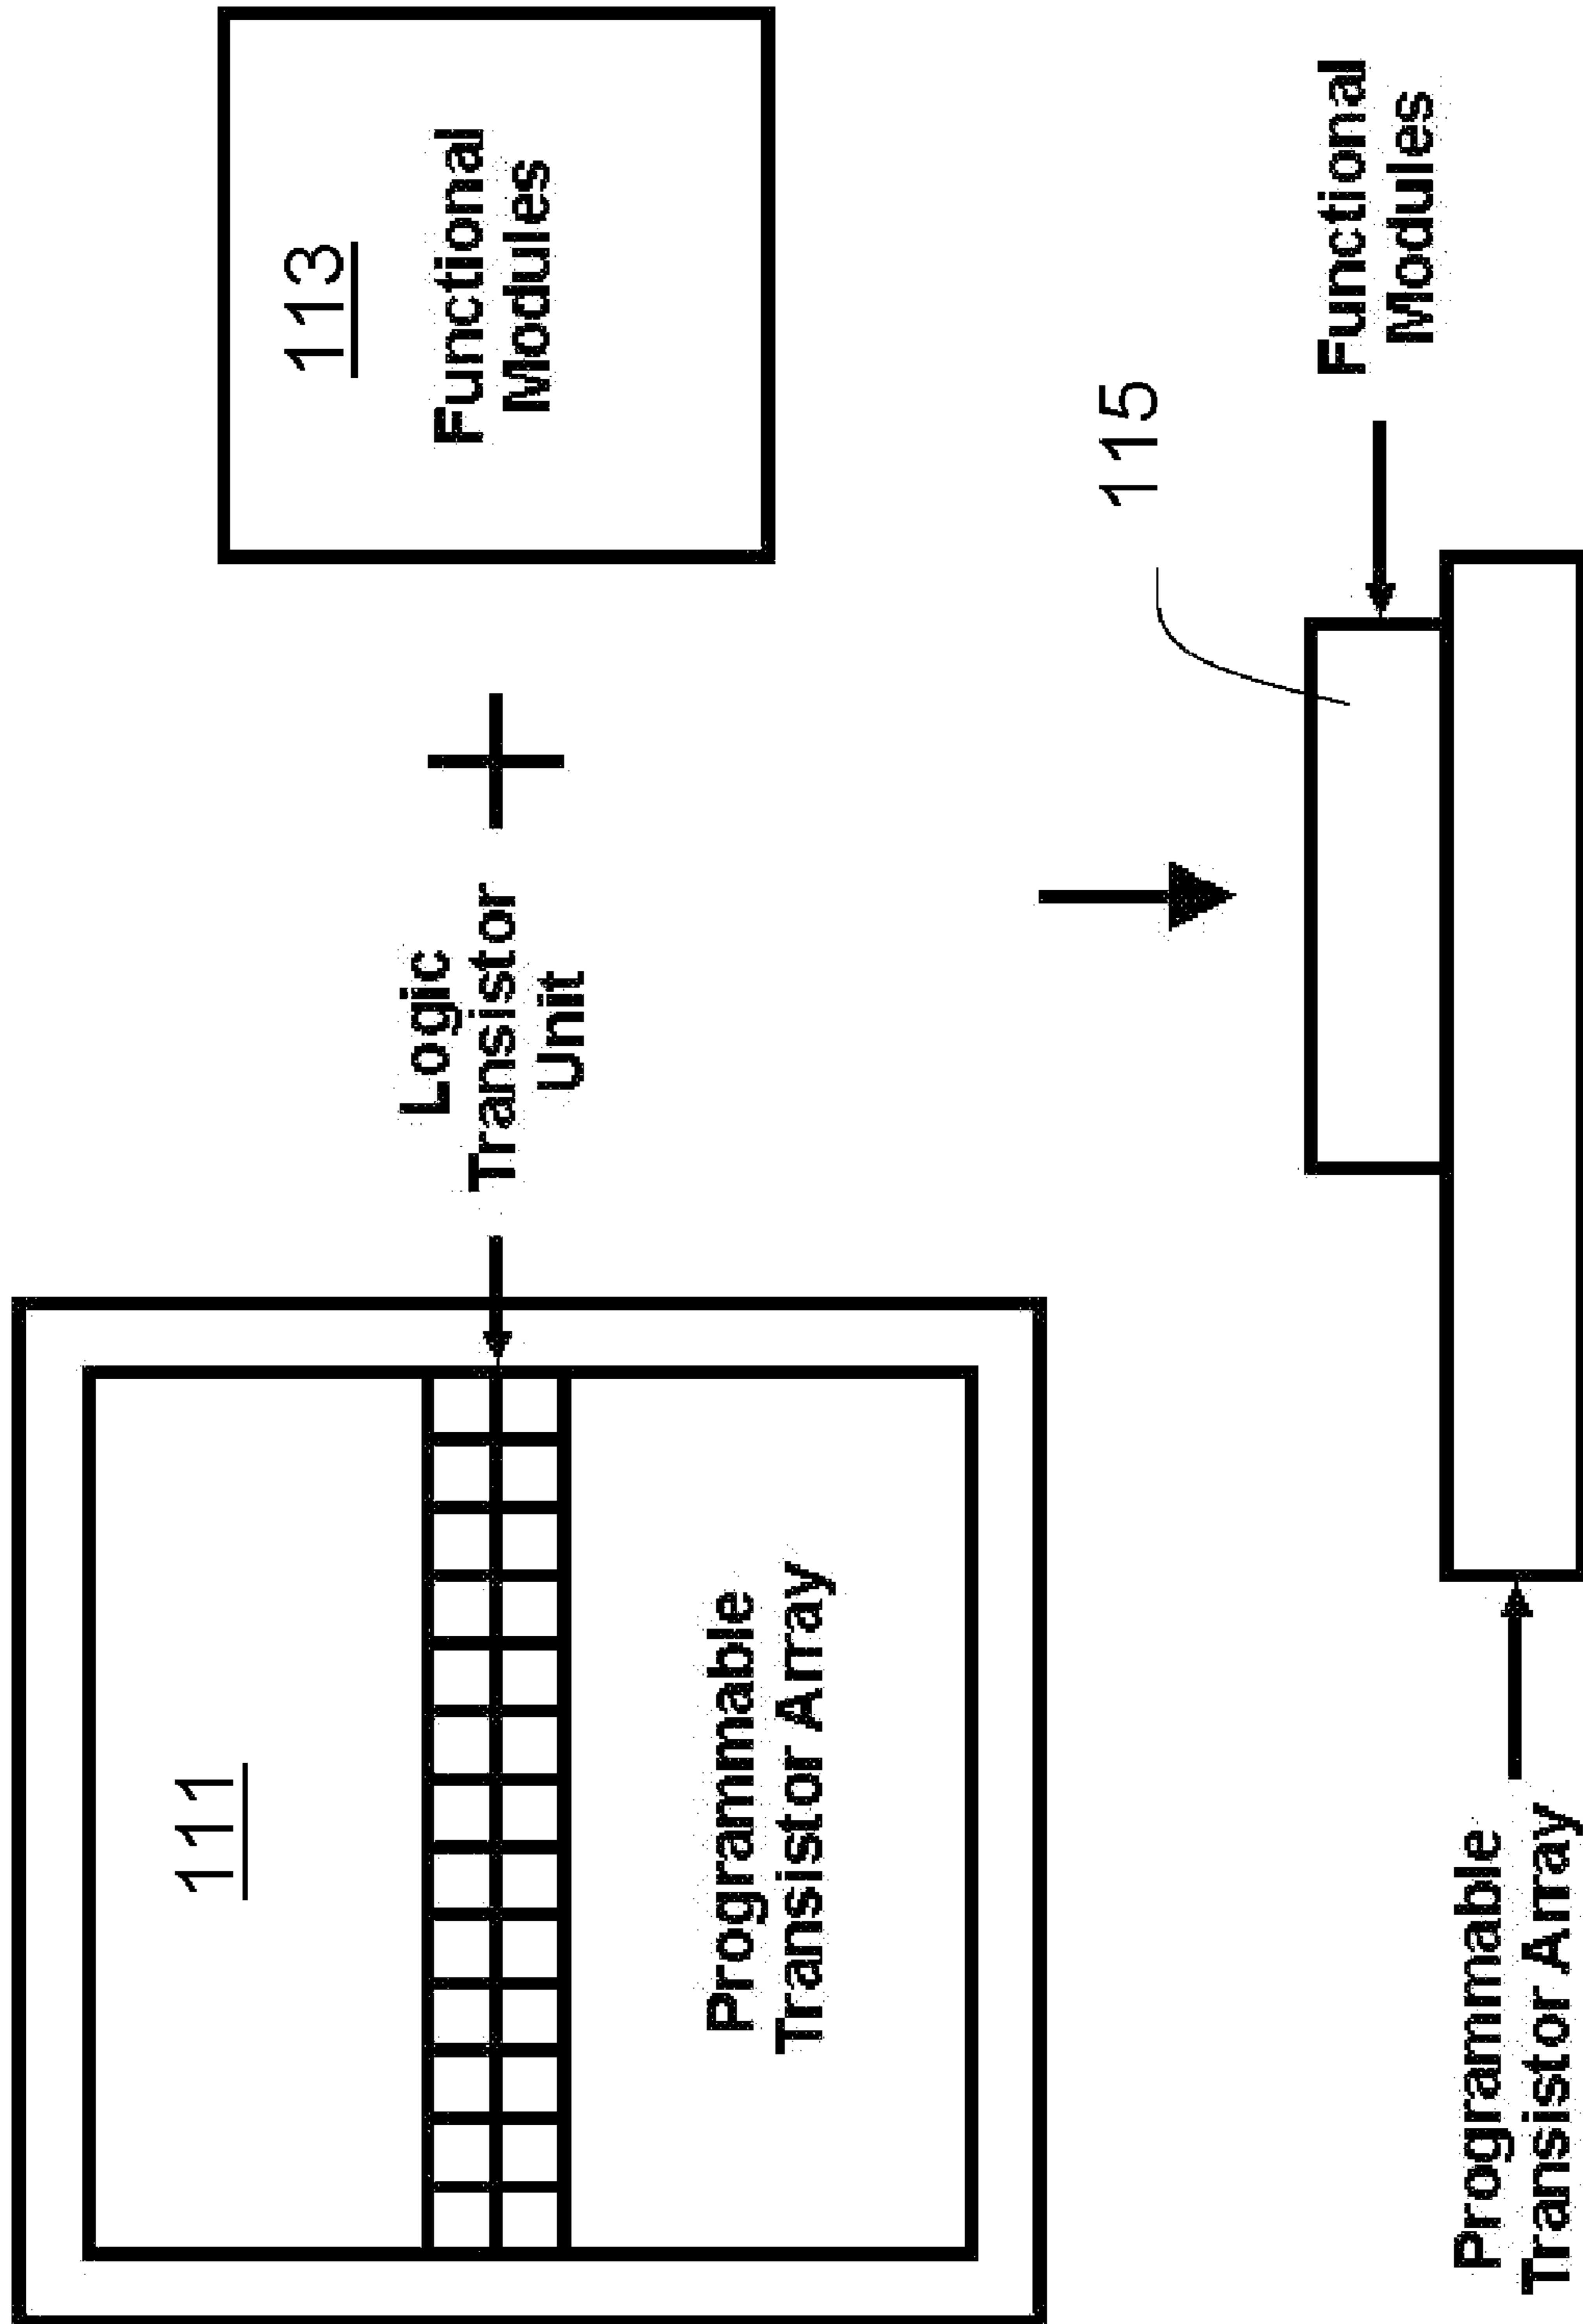 111
Programmable
Transistor Array
Logic
Transistor
Unit
113
Functional
Modules
115
Programmable
Transistor Array
Functional
Modules